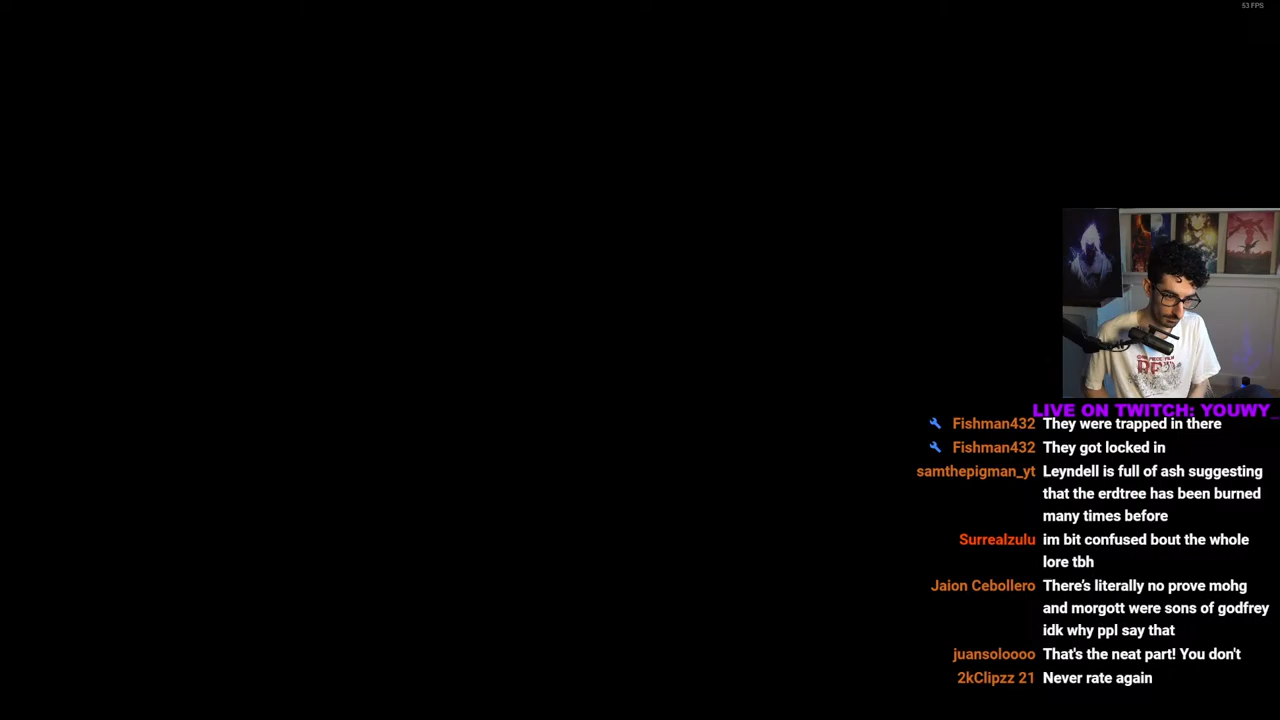 53 FPS
LIVE ON TWITCH: YOUWY_
Fishman432 They were trapped in there
Fishman432 They got locked in
samthepigman_yt Leyndell is full of ash suggesting
that the erdtree has been burned
many times before
Surrealzulu im bit confused bout the whole
lore tbh
Jaion Cebollero There's literally no prove mohg
and morgott were sons of godfrey
idk why ppl say that
juansoloooo That's the neat part! You don't
2kClipzz 21 Never rate again